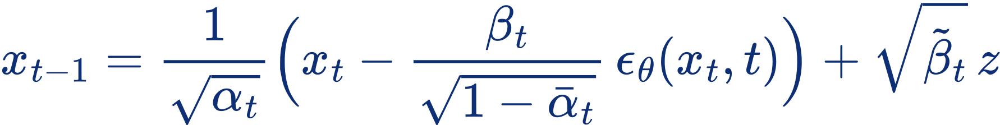 x_{t-1} = \frac{1}{\sqrt{\alpha_t}} \left( x_t - \frac{\beta_t}{\sqrt{1 - \bar{\alpha}_t}} \epsilon_\theta(x_t, t) \right) + \sqrt{\tilde{\beta}_t} z